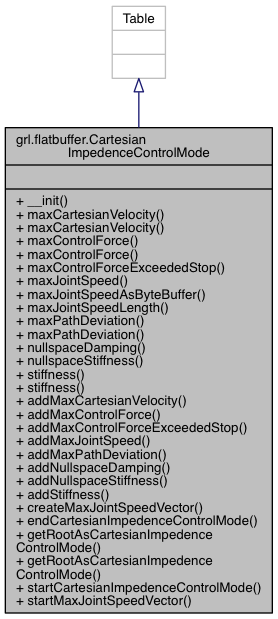 Table
grl.flatbuffer.Cartesian
ImpedenceControlMode
+ __init()
+ maxCartesianVelocity()
+ maxCartesianVelocity()
+ maxControlForce()
+ maxControlForce()
+ maxControlForceExceededStop()
+ maxJointSpeed()
+ maxJointSpeedAsByteBuffer()
+ maxJointSpeedLength()
+ maxPathDeviation()
+ maxPathDeviation()
+ nullspaceDamping()
+ nullspaceStiffness()
+ stiffness()
+ stiffness()
+ addMaxCartesianVelocity()
+ addMaxControlForce()
+ addMaxControlForceExceededStop()
+ addMaxJointSpeed()
+ addMaxPathDeviation()
+ addNullspaceDamping()
+ addNullspaceStiffness()
+ addStiffness()
+ createMaxJointSpeedVector()
+ endCartesianImpedenceControlMode()
+ getRootAsCartesianImpedence
ControlMode()
+ getRootAsCartesianImpedence
ControlMode()
+ startCartesianImpedenceControlMode()
+ startMaxJointSpeedVector()